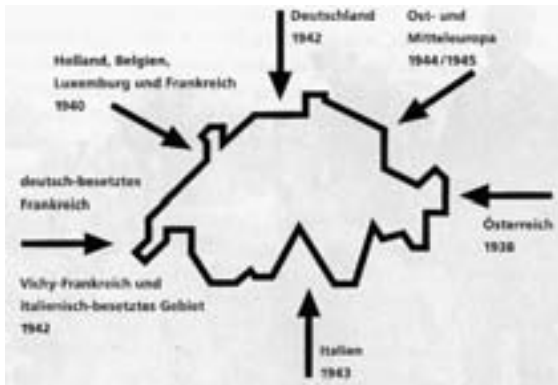 Deutschland
1942
Ost- und
Mitteleuropa
1944/1945
Holland, Belgien,
Luxemburg und Frankreich
1940
deutsch-besetztes
Frankreich
Österreich
1938
Vichy-Frankreich und
italienisch-besetztes Gebiet
1942
Italien
1943